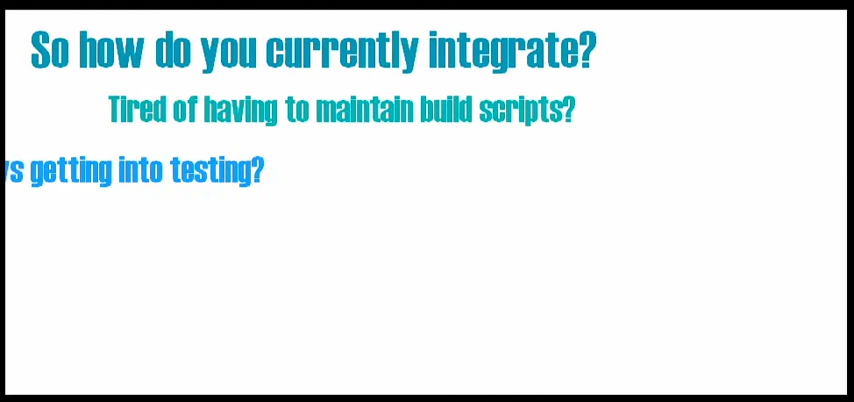 So how do you currently integrate?
Tired of having to maintain build scripts?
getting into testing?